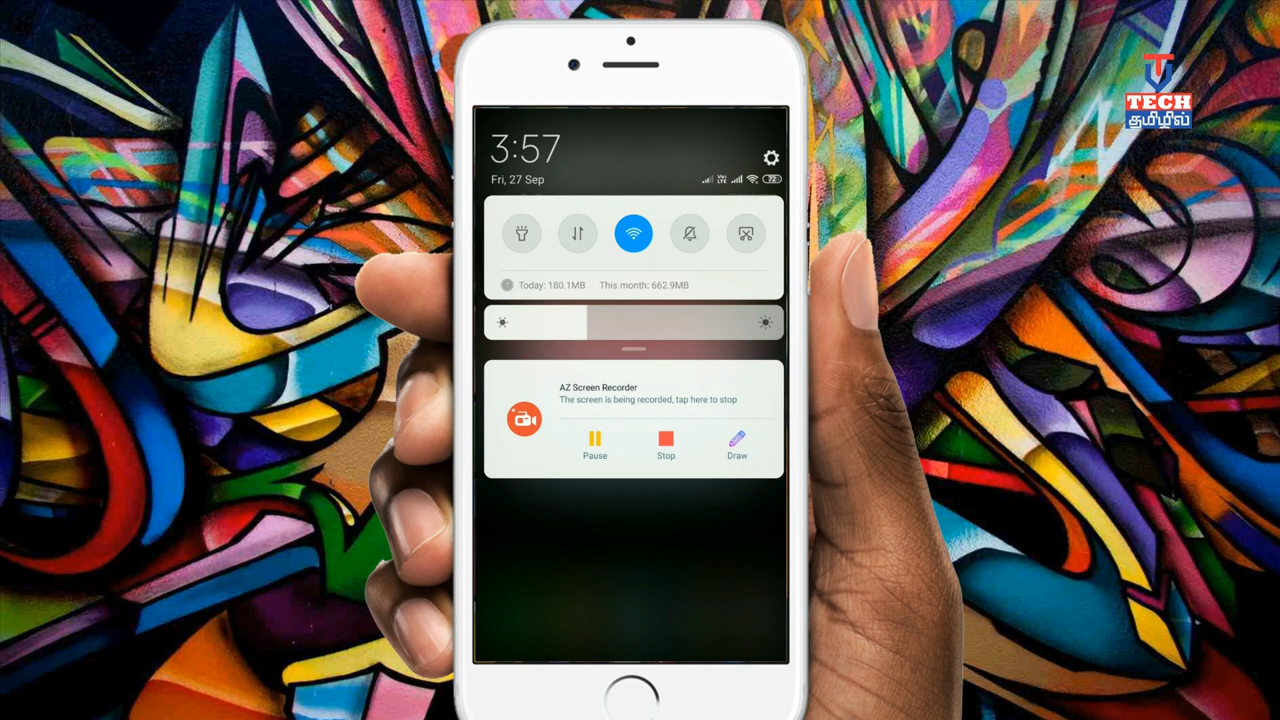 TECH
தமிழில்
3:57
Fri, 27 Sep
72
Today: 180.1MB This month: 662.9MB
AZ Screen Recorder
The screen is being recorded, tap here to stop
Pause Stop Draw